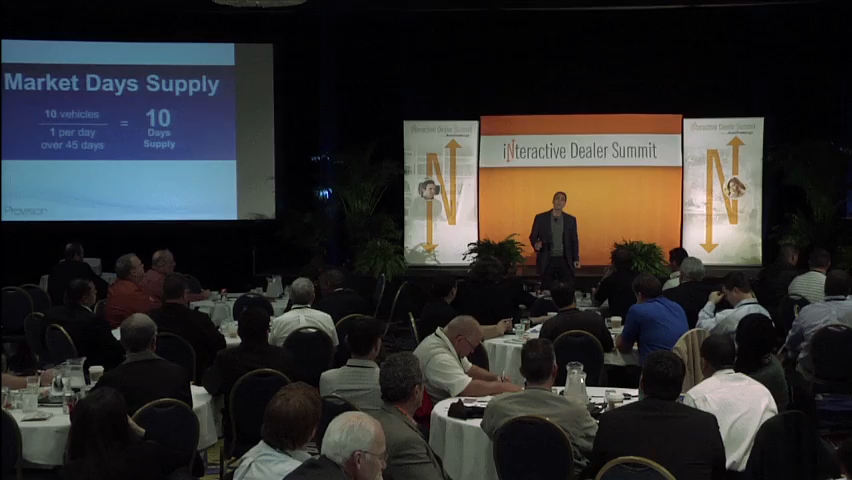 Market Days Supply
10 vehicles
1 per day
over 45 days
=
10
Days
Supply
Provision
iNteractive Dealer Summit
iNteractive Dealer Summit
iNteractive Dealer Summit